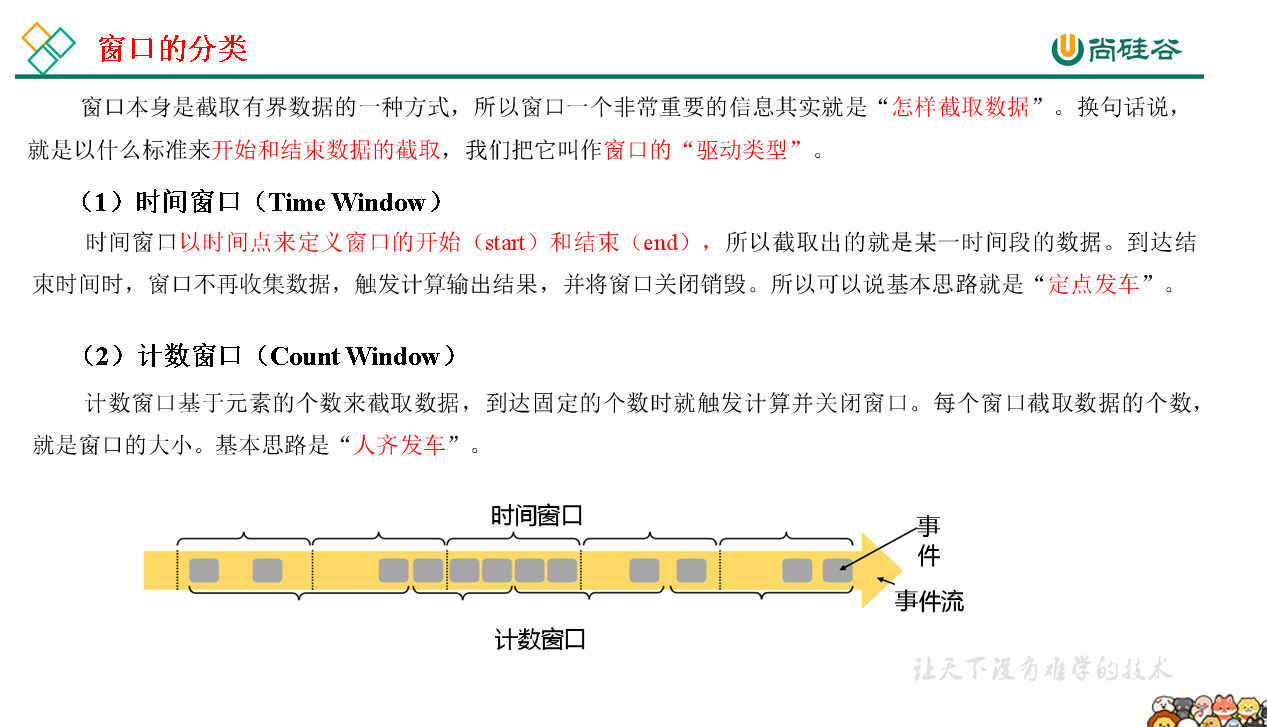 窗口的分类
尚硅谷
窗口本身是截取有界数据的一种方式，所以窗口一个非常重要的信息其实就是“怎样截取数据”。换句话说，
就是以什么标准来开始和结束数据的截取，我们把它叫作窗口的“驱动类型”。
（1）时间窗口（Time Window）
时间窗口以时间点来定义窗口的开始（start）和结束（end），所以截取出的就是某一时间段的数据。到达结
束时间时，窗口不再收集数据，触发计算输出结果，并将窗口关闭销毁。所以可以说基本思路就是“定点发车”。
（2）计数窗口（Count Window）
计数窗口基于元素的个数来截取数据，到达固定的个数时就触发计算并关闭窗口。每个窗口截取数据的个数，
就是窗口的大小。基本思路是“人齐发车”。
时间窗口
事
件
事件流
计数窗口
让天下没有难学的技术